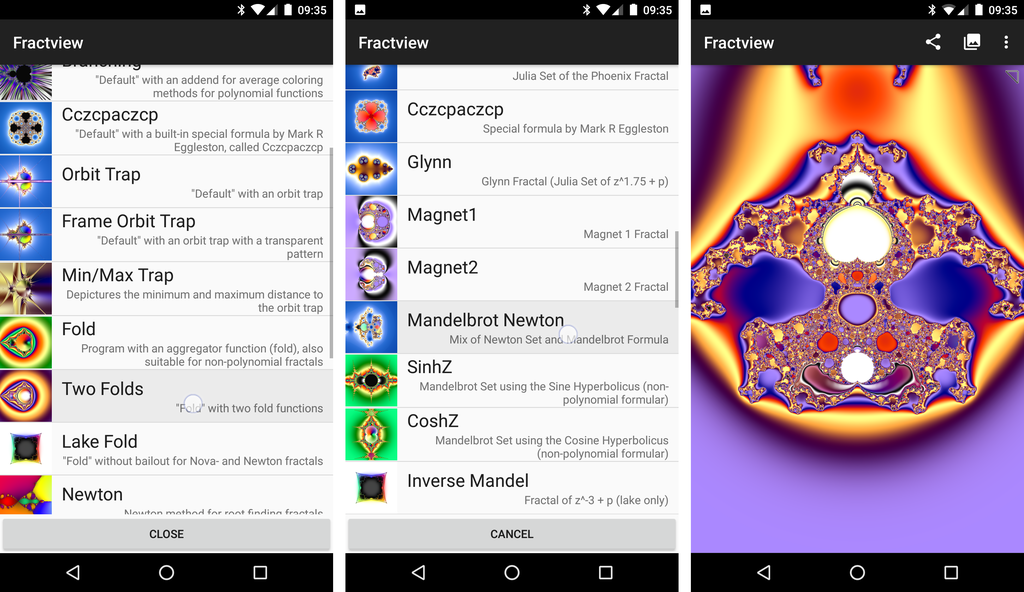 09:35
Fractview
Branching
"Default" with an addend for average coloring
methods for polynomial functions
Cczcpaczcp
"Default" with a built-in special formula by Mark R
Eggleston, called Cczcpaczcp
Orbit Trap
"Default" with an orbit trap
Frame Orbit Trap
"Default" with an orbit trap with a transparent
pattern
Min/Max Trap
Depictures the minimum and maximum distance to
the orbit trap
Fold
Program with an aggregator function (fold), also
suitable for non-polynomial fractals
Two Folds
"Fold" with two fold functions
Lake Fold
"Fold" without bailout for Nova- and Newton fractals
Newton
Newton method for root finding fractals
CLOSE
09:35
Fractview
Julia Set of the Phoenix Fractal
Cczcpaczcp
Special formula by Mark R Eggleston
Glynn
Glynn Fractal (Julia Set of z^1.75 + p)
Magnet1
Magnet 1 Fractal
Magnet2
Magnet 2 Fractal
Mandelbrot Newton
Mix of Newton Set and Mandelbrot Formula
SinhZ
Mandelbrot Set using the Sine Hyperbolicus (non-
polynomial formular)
CoshZ
Mandelbrot Set using the Cosine Hyperbolicus
(non-polynomial formular)
Inverse Mandel
Fractal of z^-3 + p (lake only)
CANCEL
09:35
Fractview